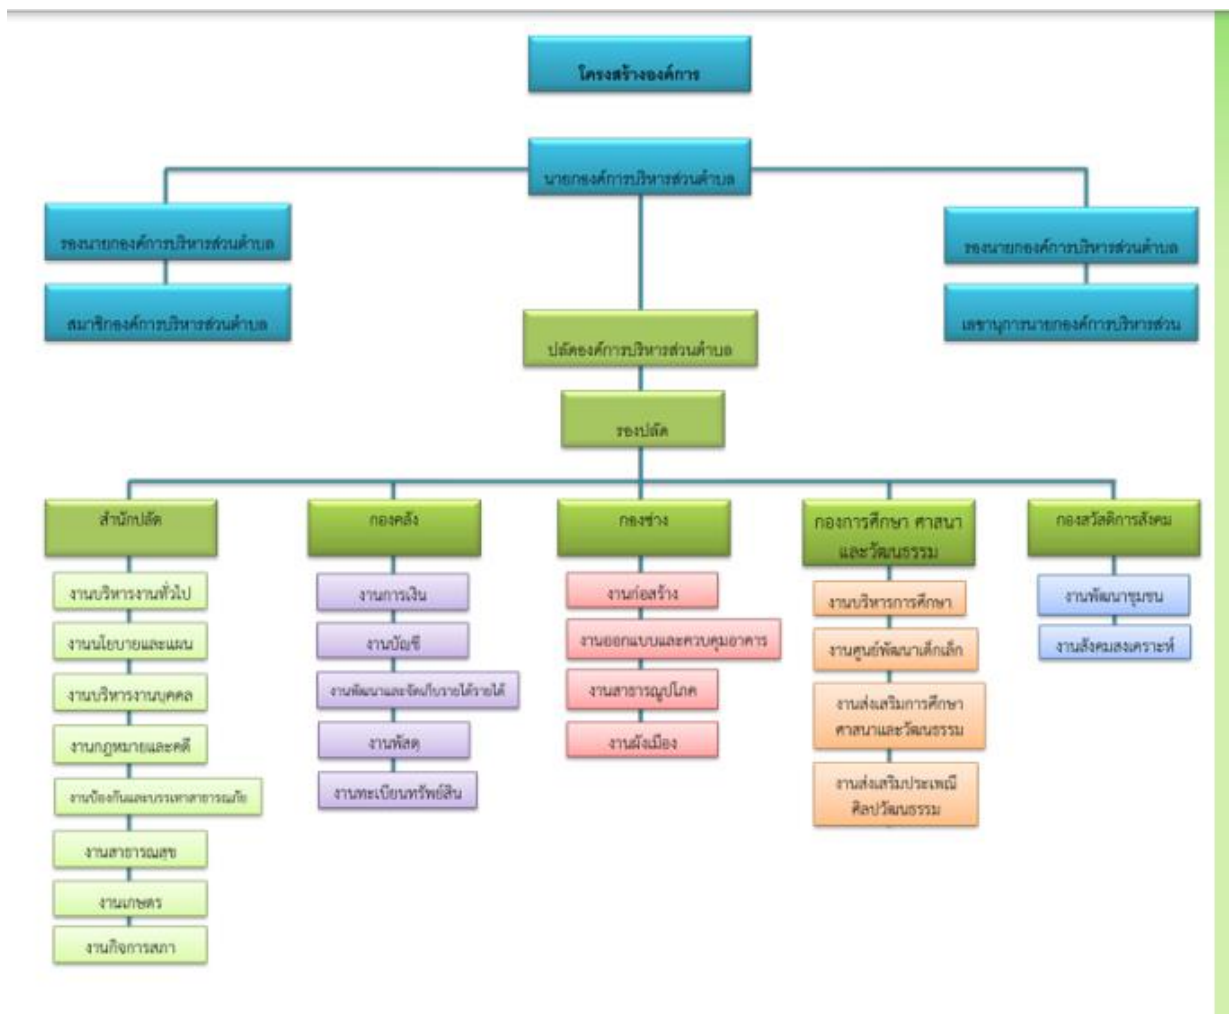 โครงสร้างองค์การ
นายกองค์การบริหารส่วนตำบล
รองนายกองค์การบริหารส่วนตำบล
รองนายกองค์การบริหารส่วนตำบล
สมาชิกองค์การบริหารส่วนตำบล
เลขานุการนายกองค์การบริหารส่วน
ปลัดองค์การบริหารส่วนตำบล
รองปลัด
สำนักปลัด
งานบริหารงานทั่วไป
งานนโยบายและแผน
งานบริหารงานบุคคล
งานกฎหมายและคดี
งานป้องกันและบรรเทาสาธารณภัย
งานสาธารณสุข
งานเกษตร
งานกิจการสภา
กองคลัง
งานการเงิน
งานบัญชี
งานพัฒนาและจัดเก็บรายได้รายได้
งานพัสดุ
งานทะเบียนทรัพย์สิน
กองช่าง
งานก่อสร้าง
งานออกแบบและควบคุมอาคาร
งานสาธารณูปโภค
งานผังเมือง
กองการศึกษา ศาสนา
และวัฒนธรรม
งานบริหารการศึกษา
งานศูนย์พัฒนาเด็กเล็ก
งานส่งเสริมการศึกษา
ศาสนาและวัฒนธรรม
งานส่งเสริมประเพณี
ศิลปวัฒนธรรม
กองสวัสดิการสังคม
งานพัฒนาชุมชน
งานสังคมสงเคราะห์